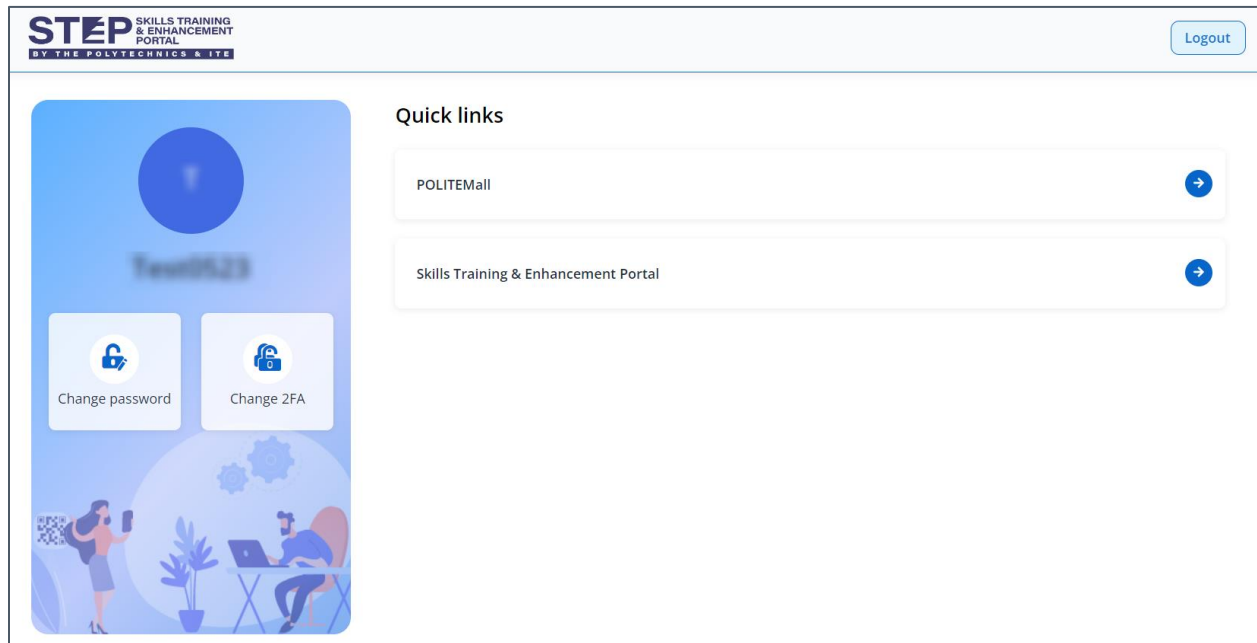 STEP SKILLS TRAINING
& ENHANCEMENT
PORTAL
BY THE POLYTECHNICS & ITE
Logout
T
Test0523
Change password
Change 2FA
Quick links
POLITEMall
Skills Training & Enhancement Portal